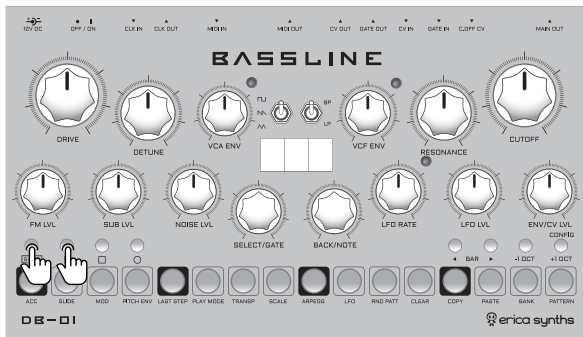 12V DC OFF / ON CLK IN CLK OUT MIDI IN MIDI OUT CV OUT GATE OUT CV IN GATE IN C.OFF CV MAIN OUT
BASSLINE
BP
LP
DRIVE DETUNE VCA ENV VCF ENV RESONANCE CUTOFF
FM LVL SUB LVL NOISE LVL SELECT/GATE BACK/NOTE LFO RATE LFO LVL ENV/CV LVL
CONFIG
BAR -1 OCT +1 OCT
ACC SLIDE MOD PITCH ENV LAST STEP PLAY MODE TRANSP SCALE ARPEGG LFO RND PATT CLEAR COPY PASTE BANK PATTERN
DB-01 erica synths